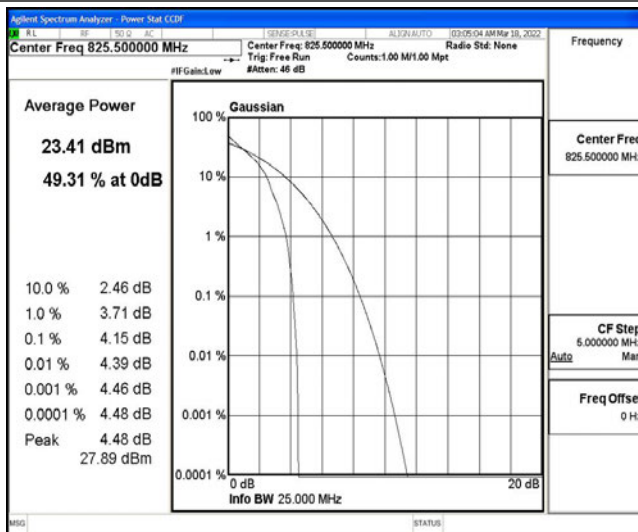 Agilent Spectrum Analyzer - Power Stat CCDF
RL RF 50 Ω AC SENSE:PULSE ALIGN AUTO 03:05:04 AM Mar 18, 2022
Center Freq 825.500000 MHz
Center Freq: 825.500000 MHz Radio Std: None
Trig: Free Run Counts:1.00 M/1.00 Mpt
#IFGain:Low #Atten: 46 dB
Frequency
Average Power
23.41 dBm
49.31 % at 0dB
10.0 % 2.46 dB
1.0 % 3.71 dB
0.1 % 4.15 dB
0.01 % 4.39 dB
0.001 % 4.46 dB
0.0001 % 4.48 dB
Peak 4.48 dB
27.89 dBm
Gaussian
100 %
10 %
1 %
0.1 %
0.01 %
0.001 %
0.0001 %
0 dB 20 dB
Info BW 25.000 MHz
Center Freq
825.500000 MHz
CF Step
5.000000 MHz
Auto Man
Freq Offse
0 Hz
MSG STATUS